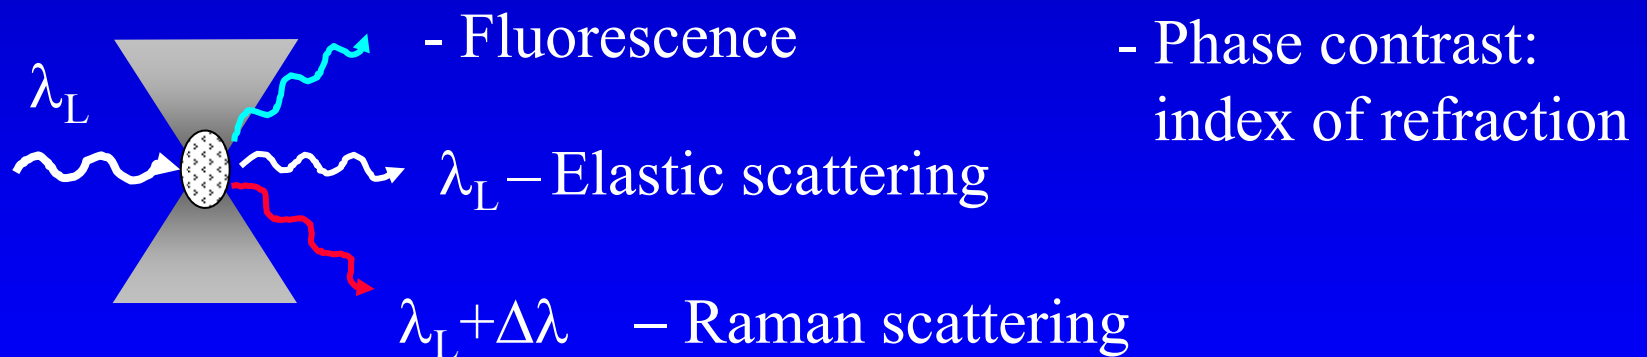 - Fluorescence
- Phase contrast:
index of refraction
λL
λL – Elastic scattering
λL+Δλ – Raman scattering